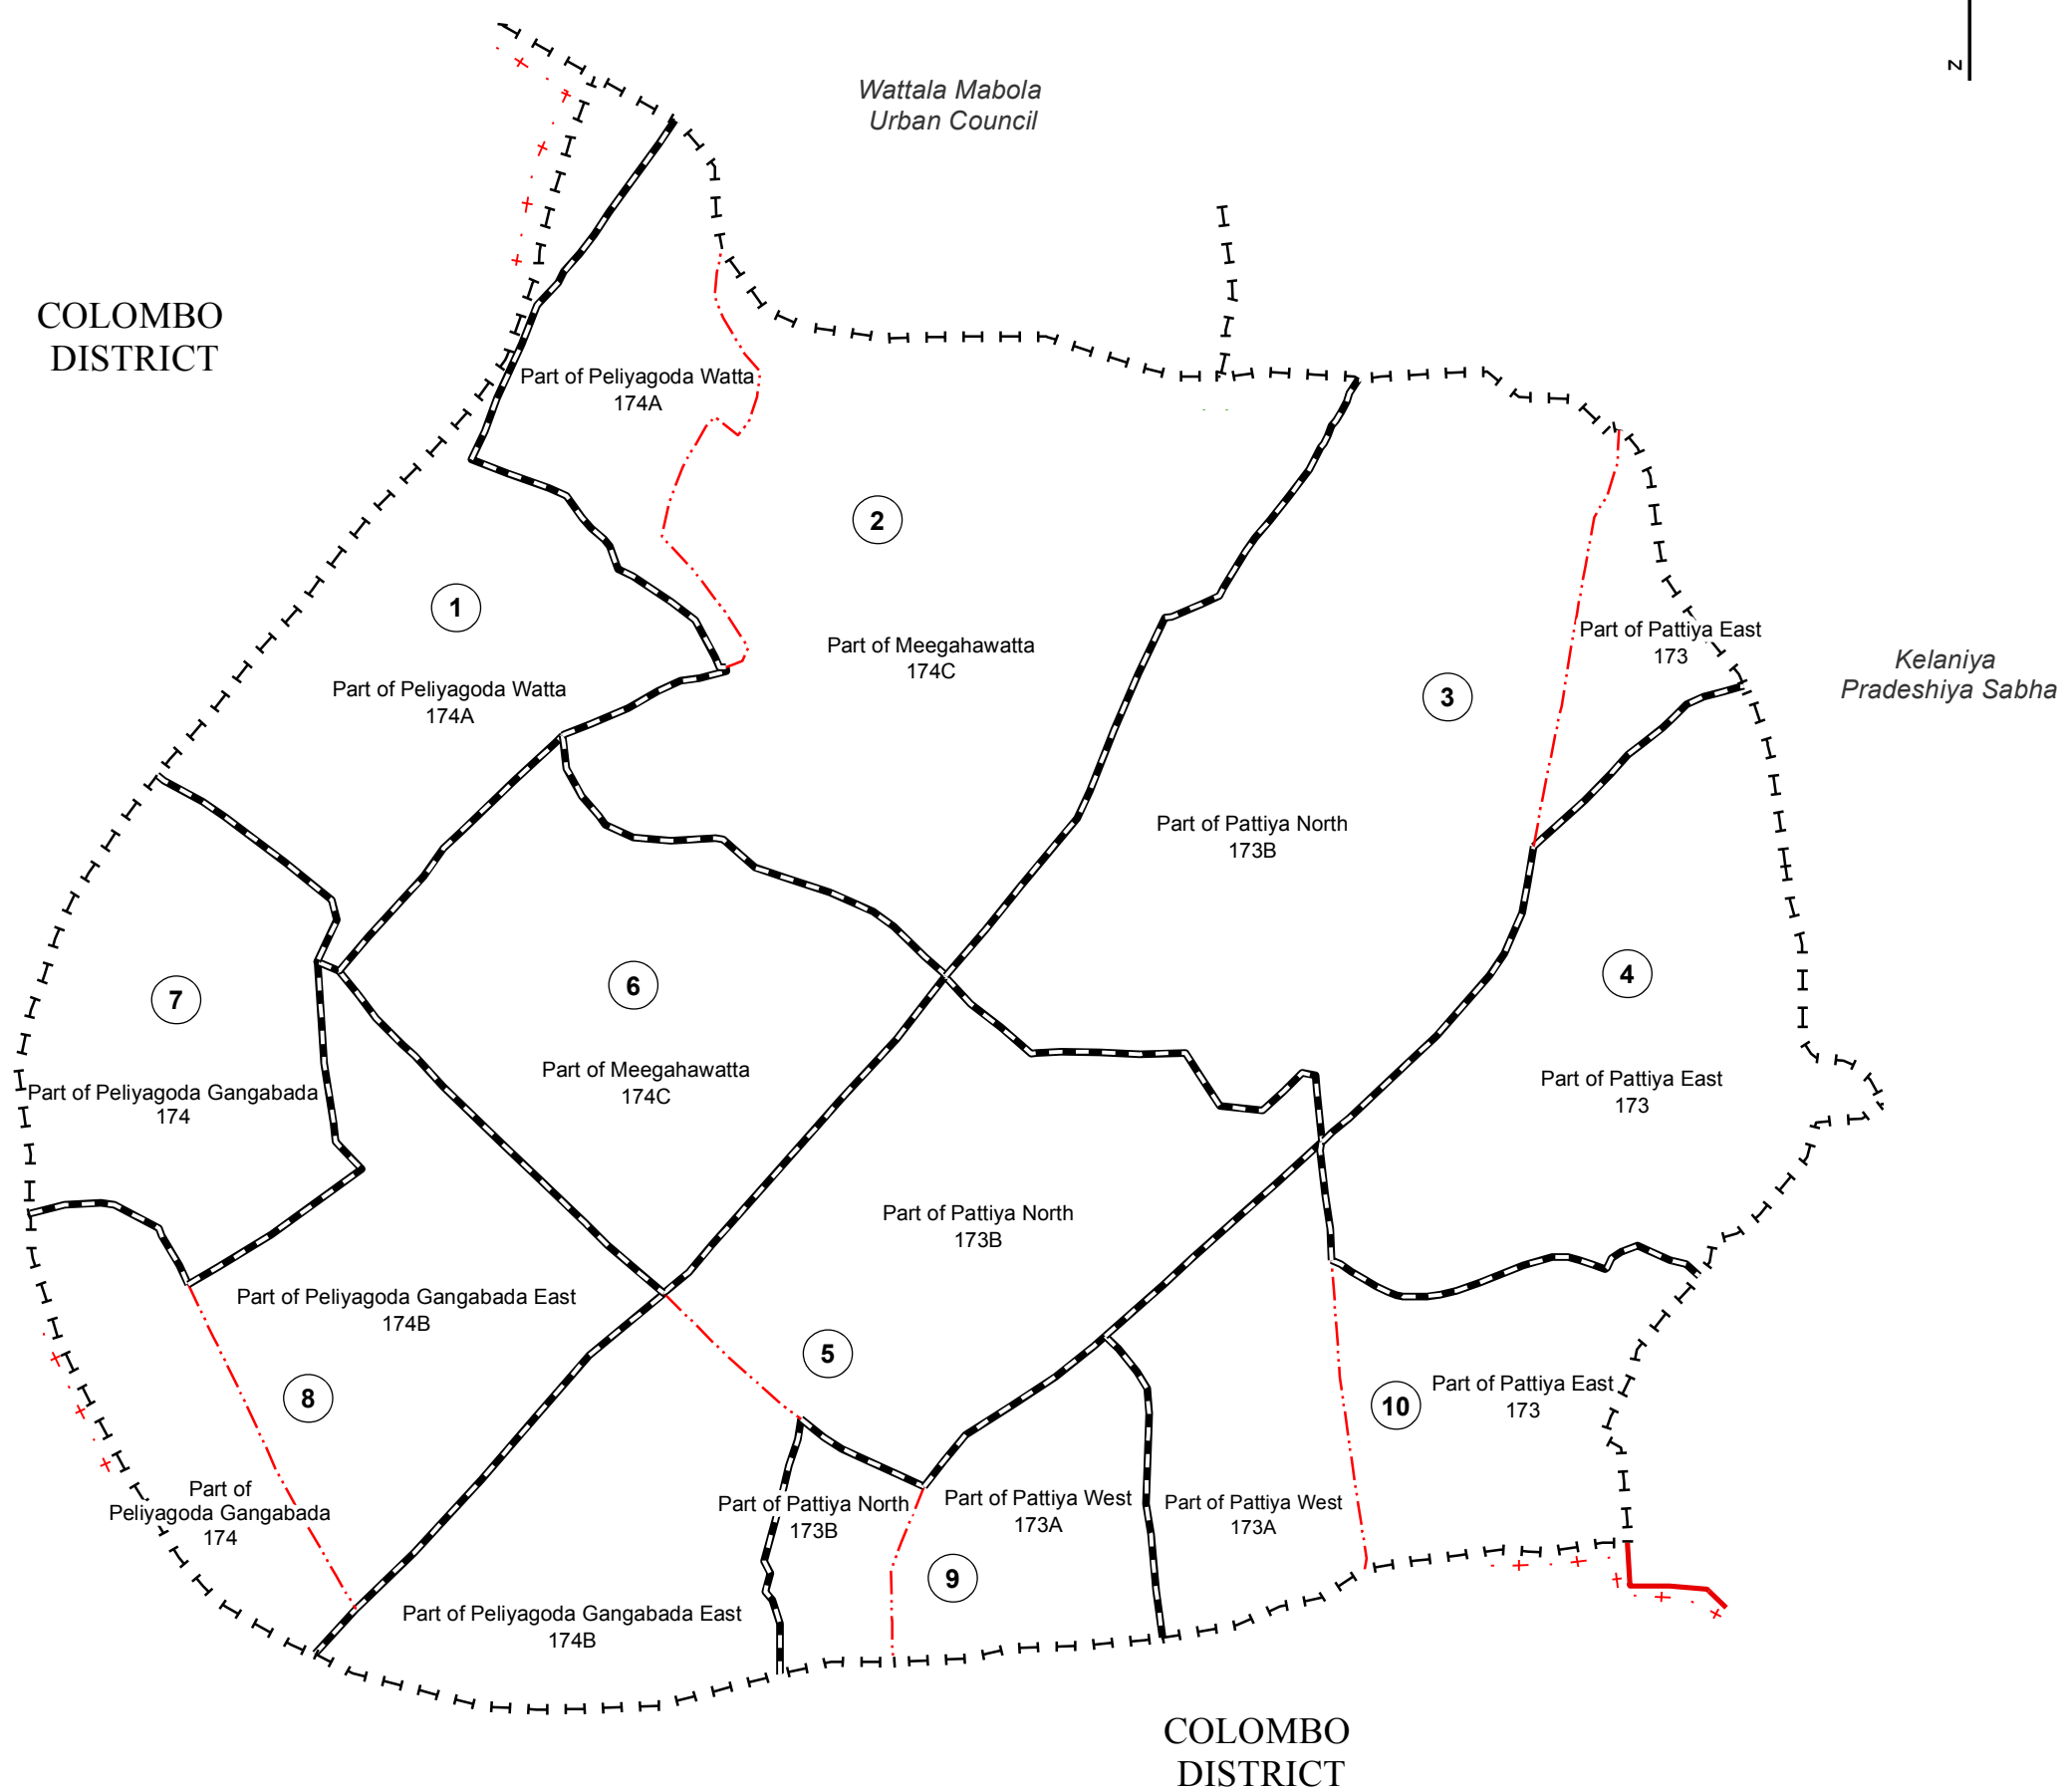 Z
Wattala Mabola
Urban Council
COLOMBO
DISTRICT
Part of Peliyagoda Watta
174A
2
1
Part of Meegahawatta
174C
Part of Pattiya East
173
Kelaniya
Pradeshiya Sabha
Part of Peliyagoda Watta
174A
3
Part of Pattiya North
173B
7
6
4
Part of Peliyagoda Gangabada
174
Part of Meegahawatta
174C
Part of Pattiya East
173
Part of Pattiya North
173B
Part of Peliyagoda Gangabada East
174B
5
8
10
Part of Pattiya East
173
Part of
Peliyagoda Gangabada
174
Part of Pattiya North
173B
Part of Pattiya West
173A
Part of Pattiya West
173A
9
Part of Peliyagoda Gangabada East
174B
COLOMBO
DISTRICT